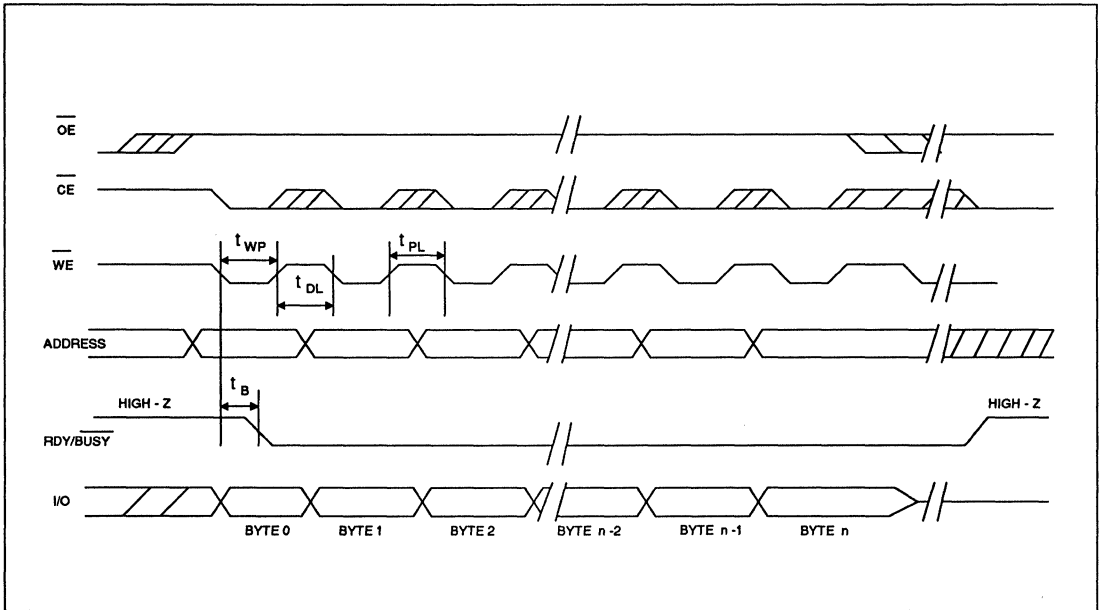 OE
CE
WE
t WP
t PL
t DL
ADDRESS
t B
HIGH - Z
HIGH - Z
RDY/BUSY
I/O
BYTE 0 BYTE 1 BYTE 2 BYTE n -2 BYTE n -1 BYTE n